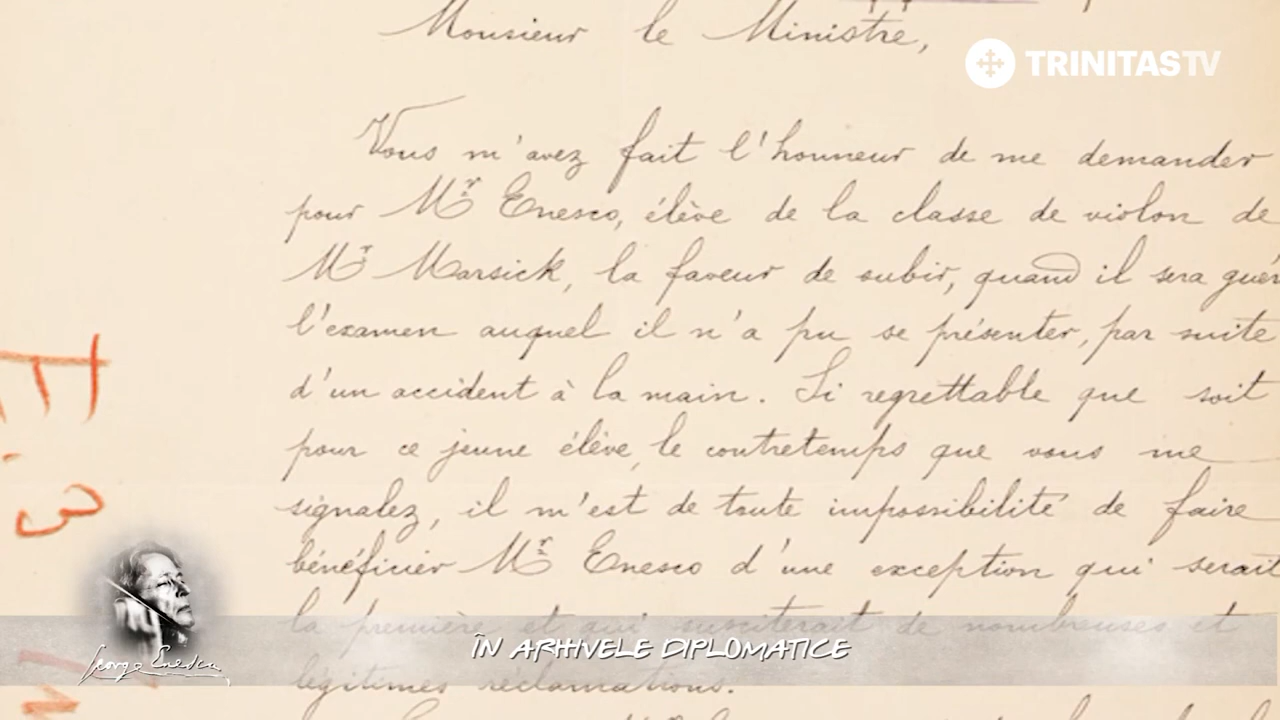 Monsieur le Ministre,
TRINITASTV
Vous m'avez fait l'honneur de me demander
pour Mr Enesco, élève de la classe de violon de
Mr Marsick, la faveur de subir, quand il sera guéri
l'examen auquel il n'a pu se présenter, par suite
d'un accident à la main. Si regrettable que soit
pour ce jeune élève, le contretemps que vous me
signalez, il m'est de toute impossibilité de faire
bénéficier Mr Enesco d'une exception qui serait
la première et qui susciterait de nombreuses et
légitimes réclamations.
ÎN ARHIVELE DIPLOMATICE
George Enescu